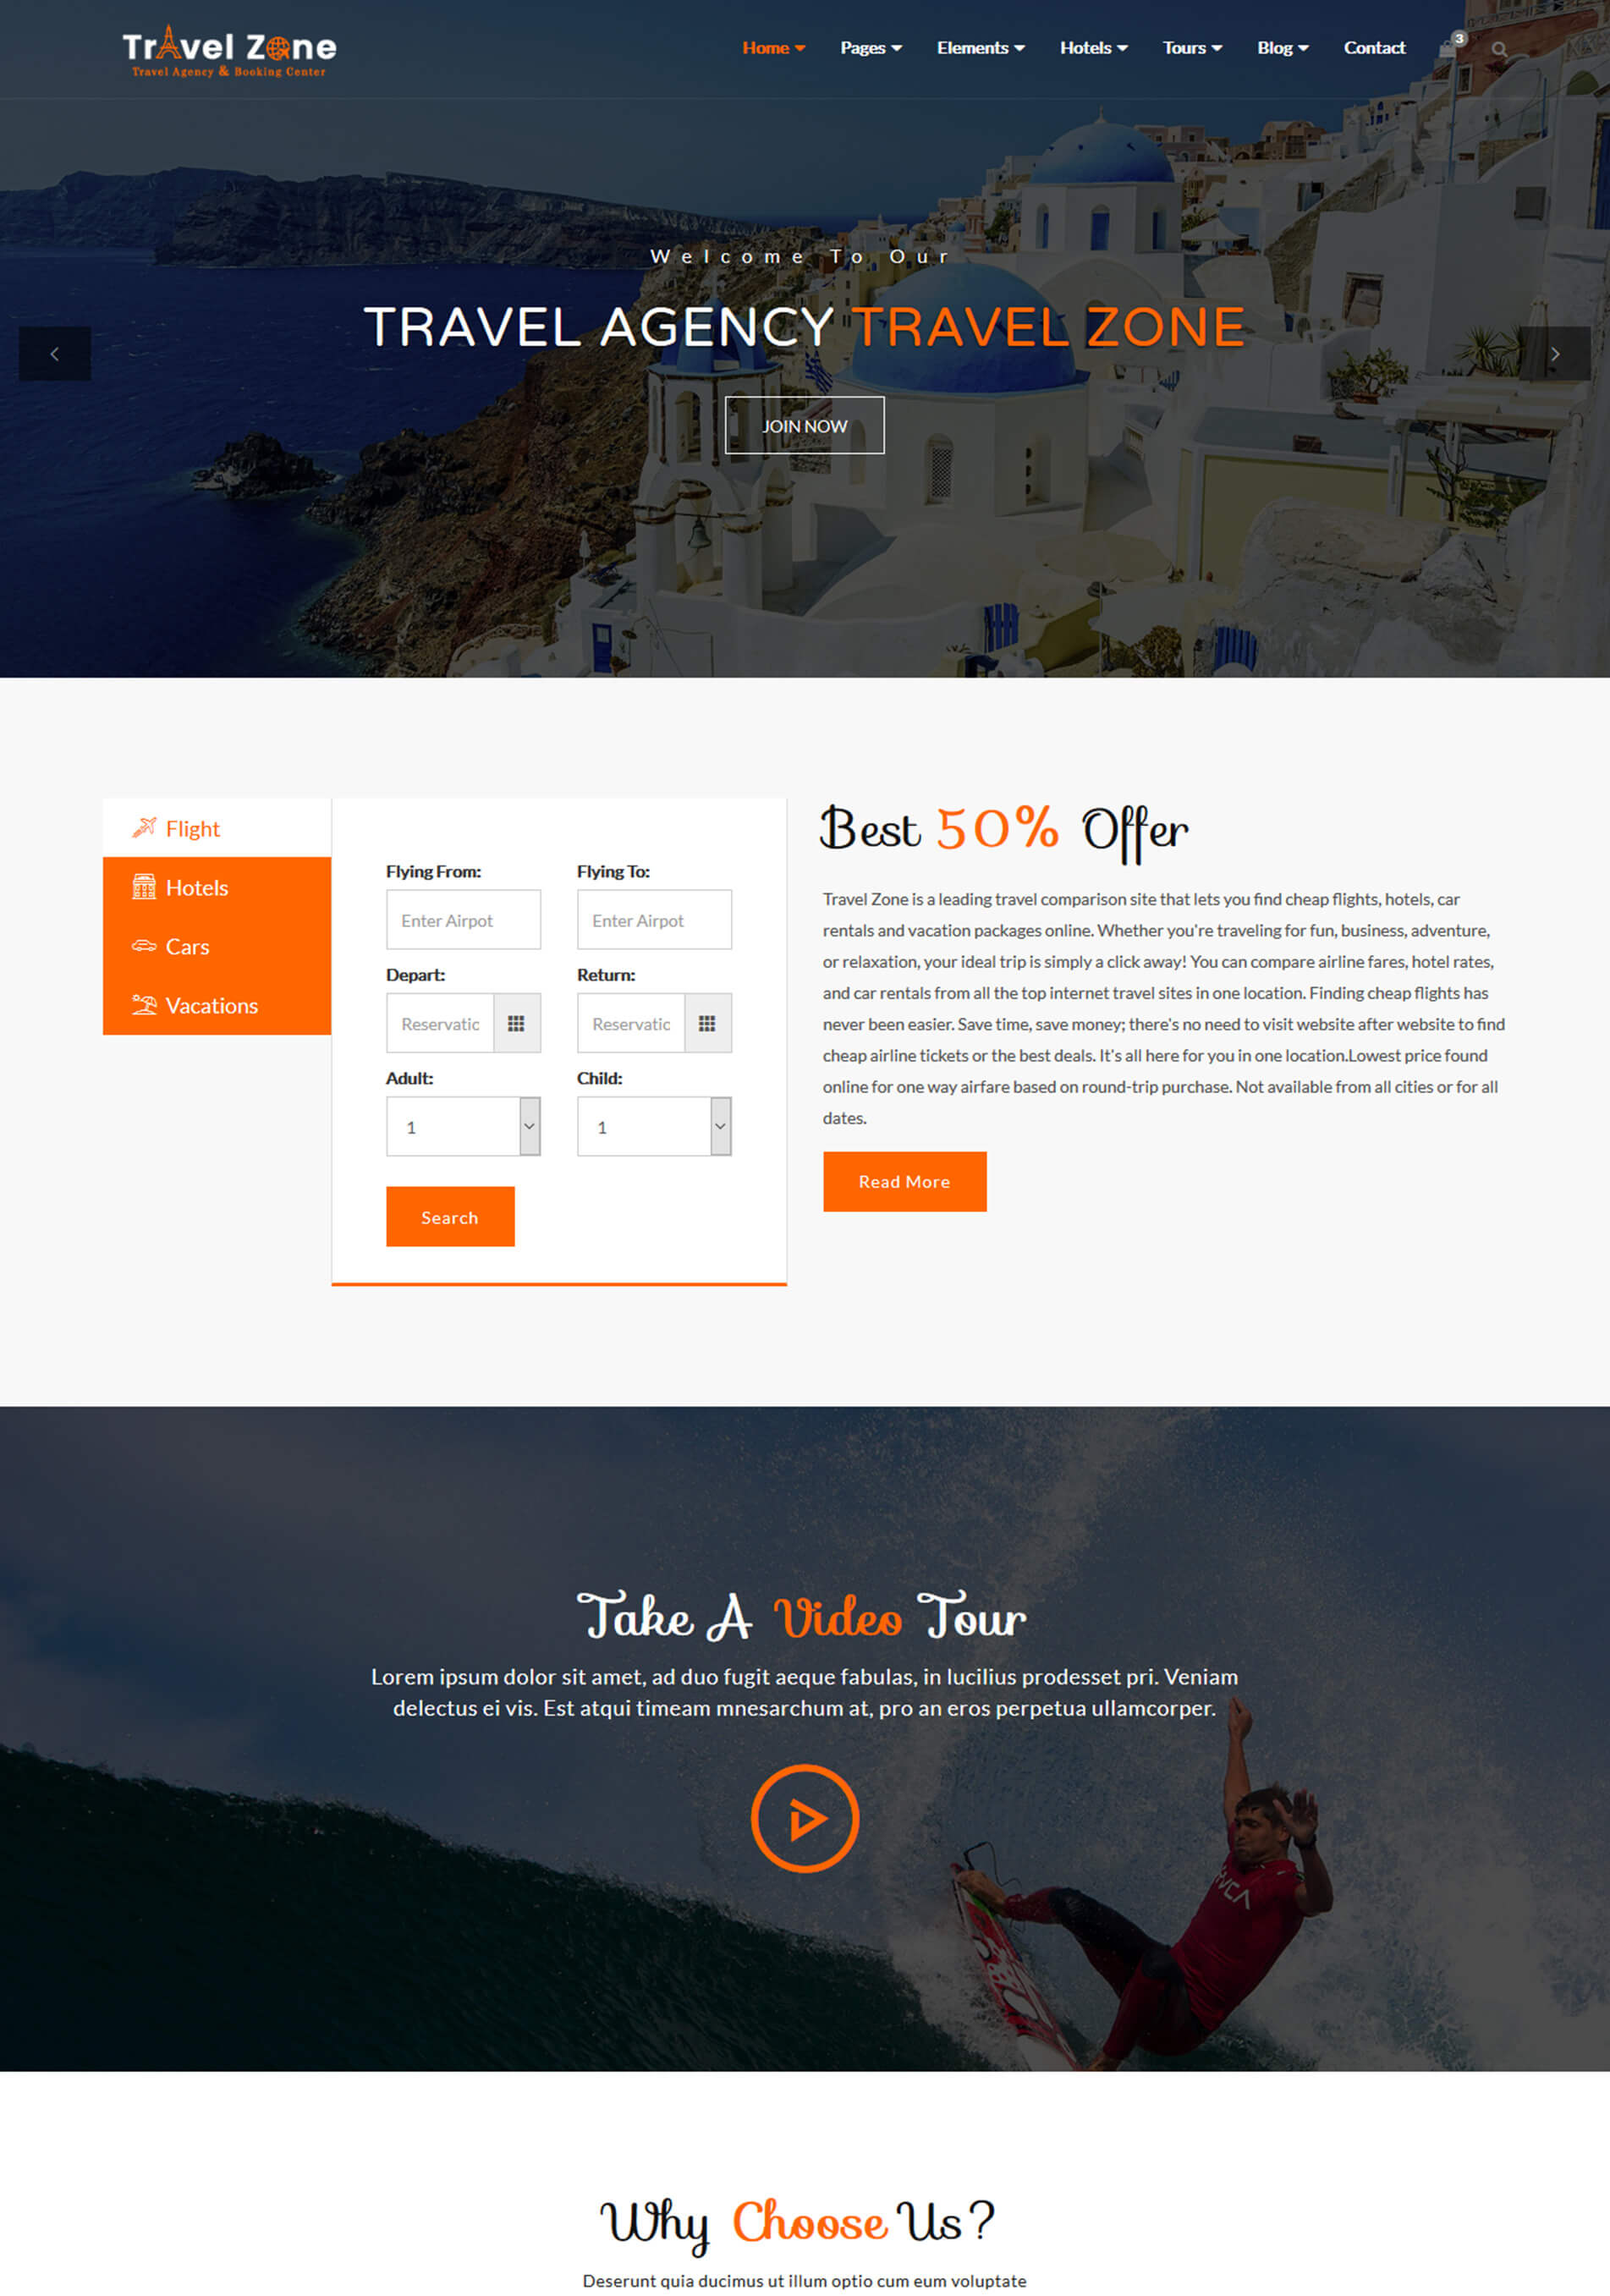 TrAvel Zone
Travel Agency & Booking Center
Home Pages Elements Hotels Tours Blog Contact 3
Welcome To Our
TRAVEL AGENCY TRAVEL ZONE
JOIN NOW
Flight
Hotels
Cars
Vacations
Flying From: Flying To:
Enter Airpot Enter Airpot
Depart: Return:
Reservatic Reservatic
Adult: Child:
1 1
Search
Best 50% Offer
Travel Zone is a leading travel comparison site that lets you find cheap flights, hotels, car
rentals and vacation packages online. Whether you're traveling for fun, business, adventure,
or relaxation, your ideal trip is simply a click away! You can compare airline fares, hotel rates,
and car rentals from all the top internet travel sites in one location. Finding cheap flights has
never been easier. Save time, save money; there's no need to visit website after website to find
cheap airline tickets or the best deals. It's all here for you in one location.Lowest price found
online for one way airfare based on round-trip purchase. Not available from all cities or for all
dates.
Read More
Take A Video Tour
Lorem ipsum dolor sit amet, ad duo fugit aeque fabulas, in lucilius prodesset pri. Veniam
delectus ei vis. Est atqui timeam mnesarchum at, pro an eros perpetua ullamcorper.
RVCA
Why Choose Us?
Deserunt quia ducimus ut illum optio cum eum voluptate